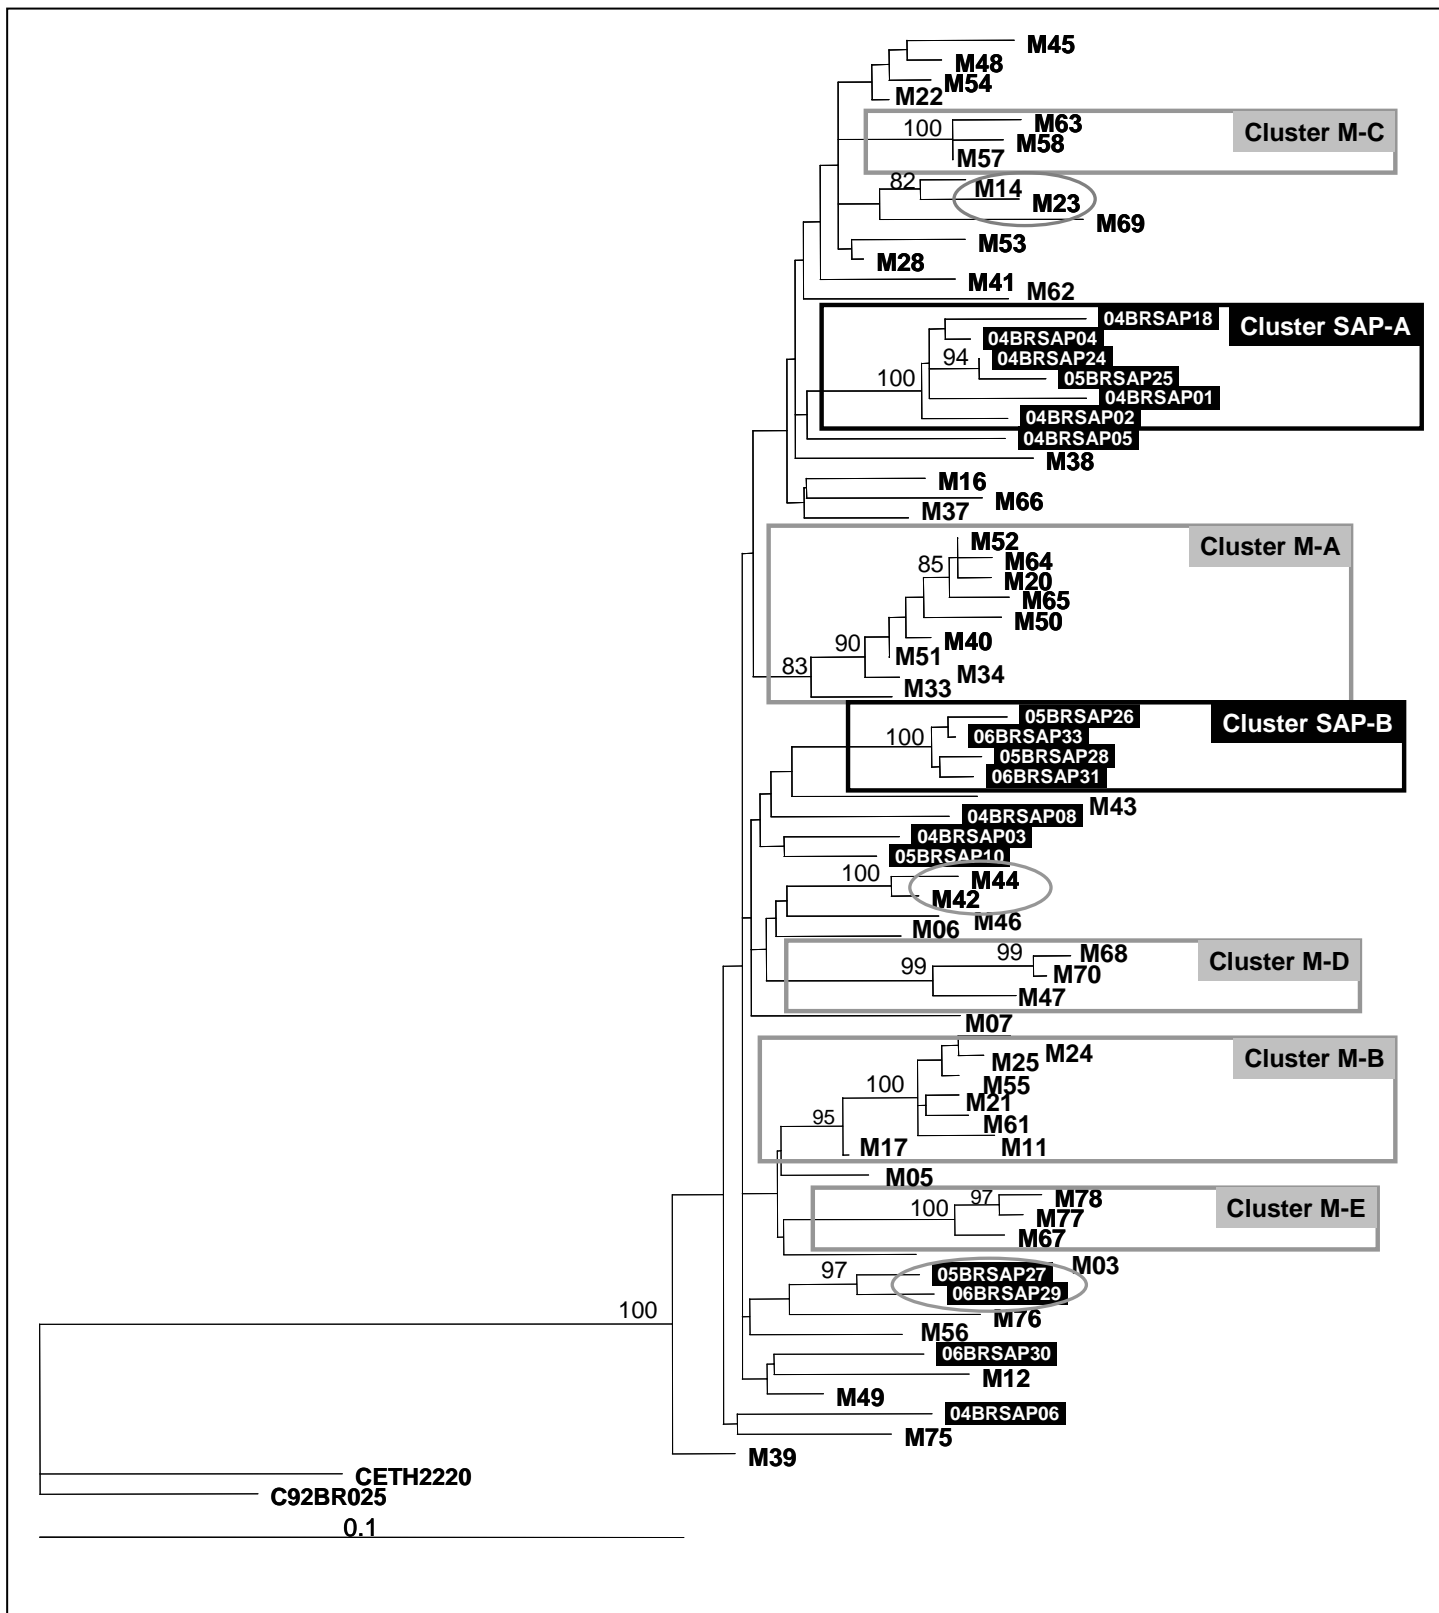 M45
M48
M54
M22
100
M63
Cluster M-C
M58
M57
82
M14
M23
M69
M53
M28
M41
M62
04BRSAP18
Cluster SAP-A
04BRSAP04
94
04BRSAP24
100
05BRSAP25
04BRSAP01
04BRSAP02
04BRSAP05
M38
M16
M66
M37
M52
Cluster M-A
85
M64
M20
M65
M50
90
M40
M51
83
M34
M33
05BRSAP26
Cluster SAP-B
100
06BRSAP33
05BRSAP28
06BRSAP31
M43
04BRSAP08
04BRSAP03
05BRSAP10
100
M44
M42
M46
M06
99
M68
Cluster M-D
99
M70
M47
M07
M24
Cluster M-B
M25
100
M55
M21
95
M61
M17
M11
M05
97
M78
Cluster M-E
100
M77
M67
M03
97
05BRSAP27
06BRSAP29
100
M76
M56
06BRSAP30
M12
M49
04BRSAP06
M75
M39
CETH2220
C92BR025
0.1